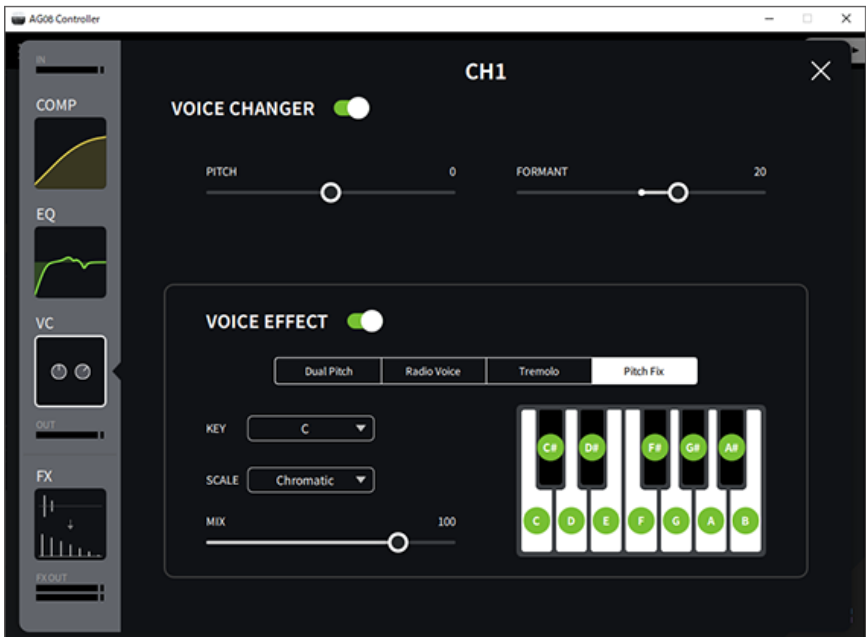 AG08 Controller
IN
COMP
EQ
VC
OUT
FX
FX OUT
CH1
VOICE CHANGER
PITCH 0 FORMANT 20
VOICE EFFECT
Dual Pitch Radio Voice Tremolo Pitch Fix
KEY C
SCALE Chromatic
MIX 100
C# D# F# G# A#
C D E F G A B